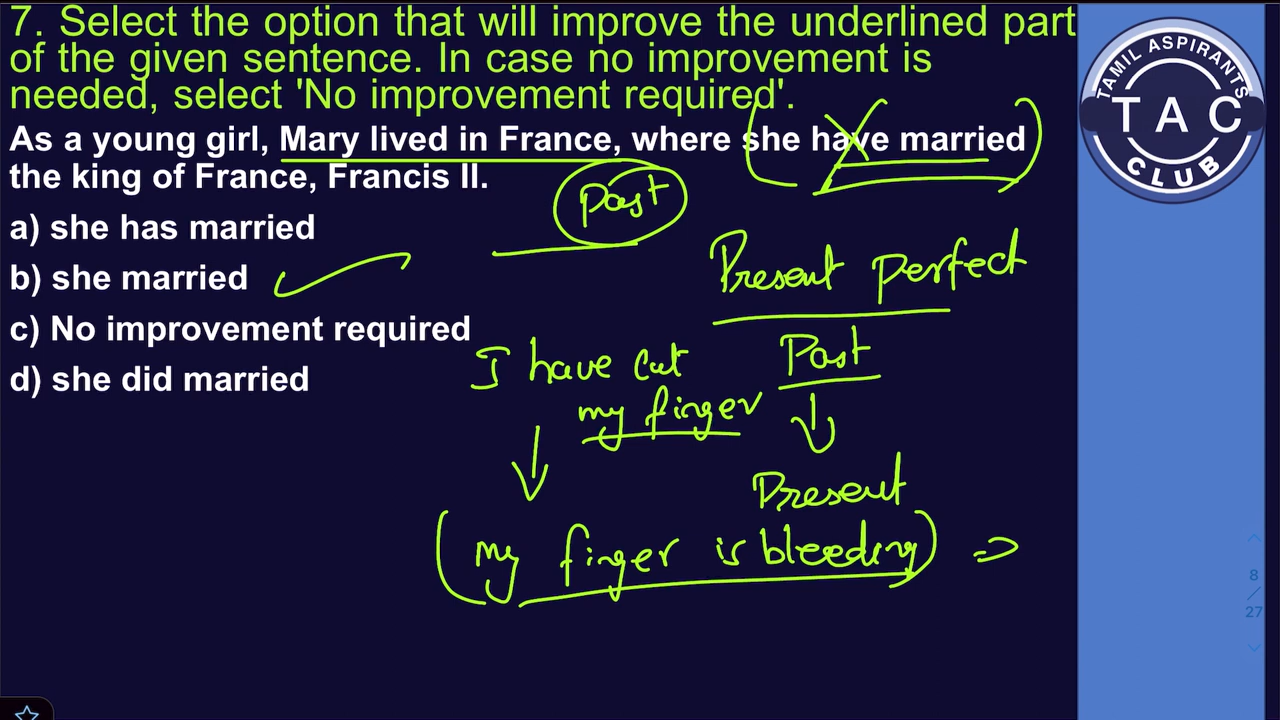 7. Select the option that will improve the underlined part
of the given sentence. In case no improvement is
needed, select 'No improvement required'.
As a young girl, Mary lived in France, where she have married
the king of France, Francis II.
Past
a) she has married
b) she married
c) No improvement required
d) she did married
Present perfect
Past
I have cut
my finger
Present
(my finger is bleeding) =>
TAMIL ASPIRANTS
TAC
CLUB
8
/
27